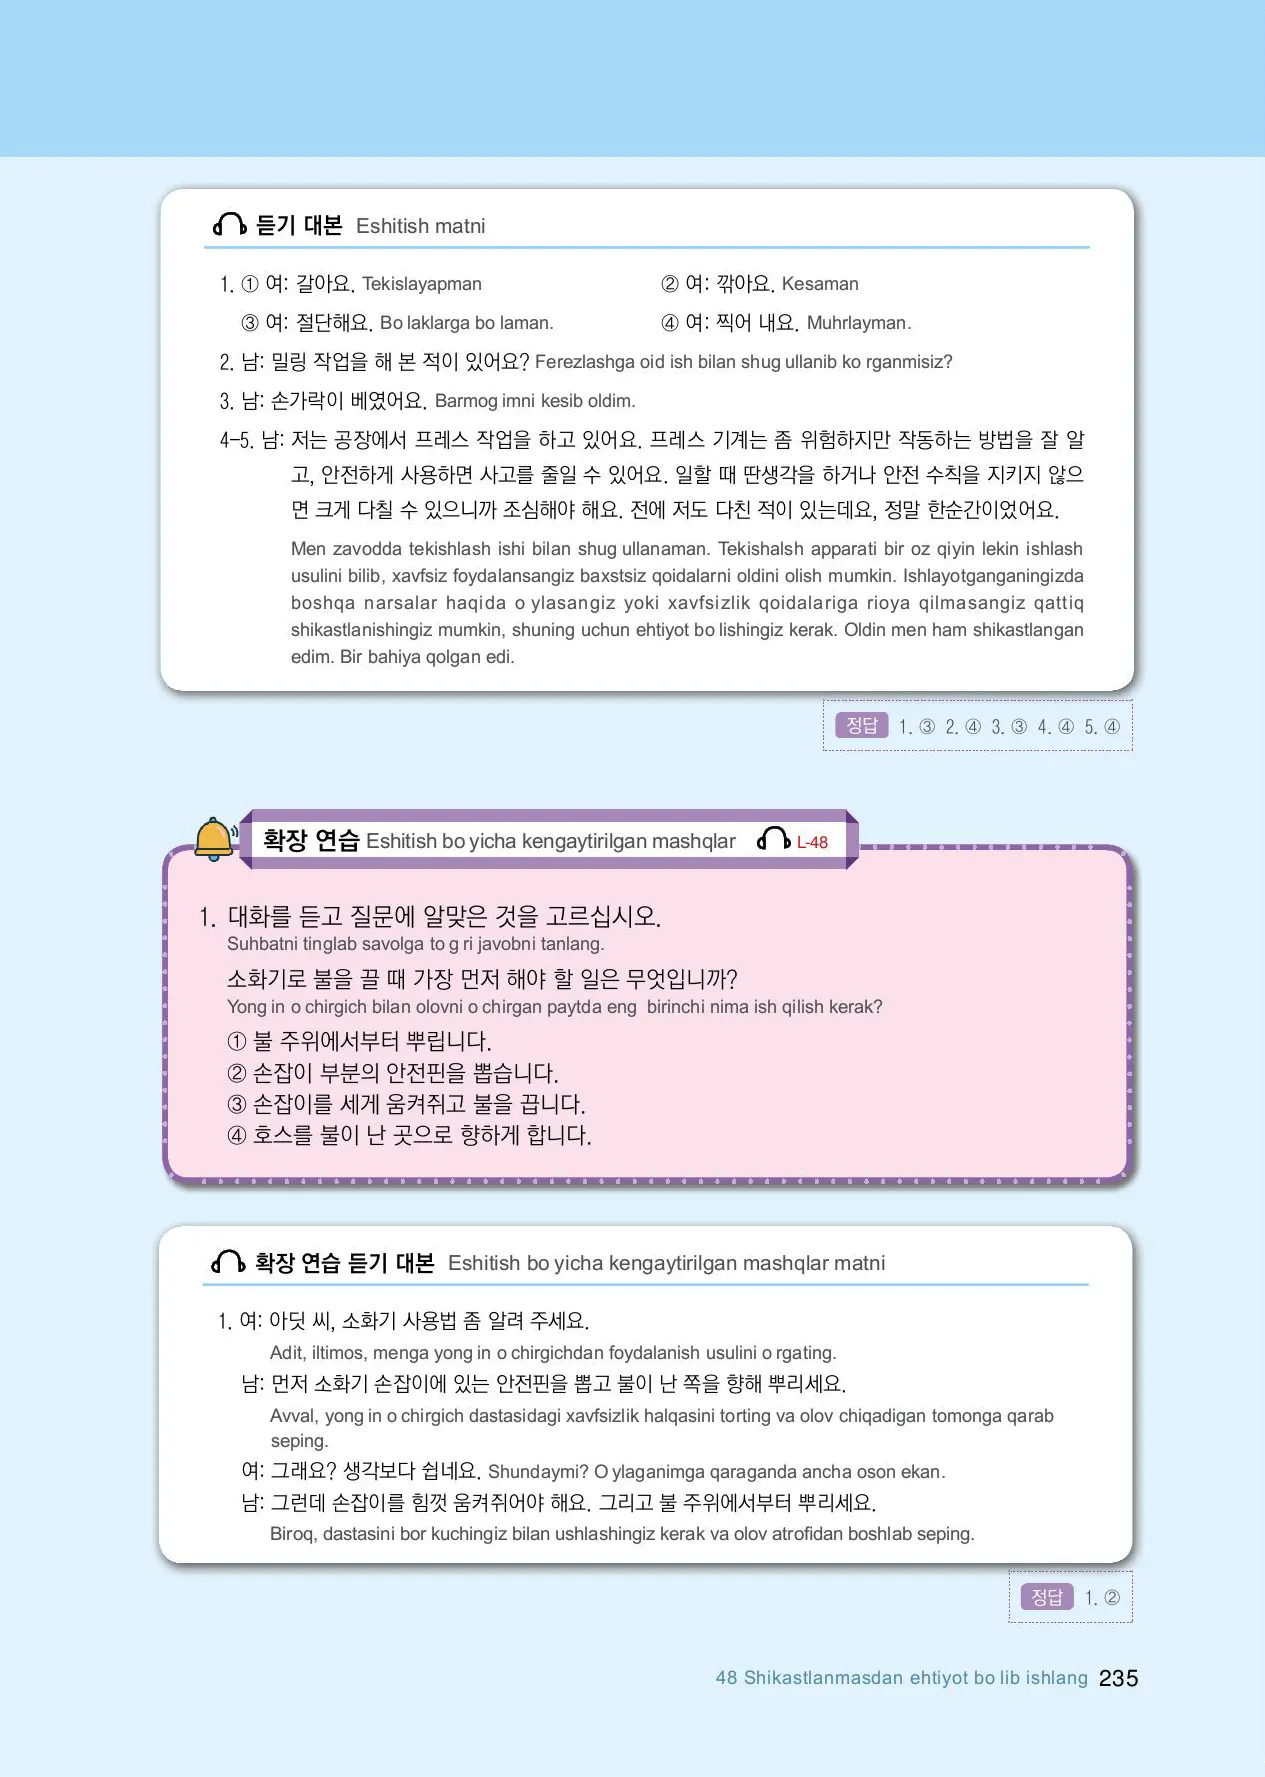 듣기 대본 Eshitish matni
1. ① 여: 갈아요. Tekislayapman ② 여: 깎아요. Kesaman
③ 여: 절단해요. Bo laklarga bo laman. ④ 여: 찍어 내요. Muhrlayman.
2. 남: 밀링 작업을 해 본 적이 있어요? Ferezlashga oid ish bilan shug ullanib ko rganmisiz?
3. 남: 손가락이 베였어요. Barmog imni kesib oldim.
4-5. 남: 저는 공장에서 프레스 작업을 하고 있어요. 프레스 기계는 좀 위험하지만 작동하는 방법을 잘 알
고, 안전하게 사용하면 사고를 줄일 수 있어요. 일할 때 딴생각을 하거나 안전 수칙을 지키지 않으
면 크게 다칠 수 있으니까 조심해야 해요. 전에 저도 다친 적이 있는데요, 정말 한순간이었어요.
Men zavodda tekishlash ishi bilan shug ullanaman. Tekishalsh apparati bir oz qiyin lekin ishlash
usulini bilib, xavfsiz foydalansangiz baxstsiz qoidalarni oldini olish mumkin. Ishlayotganganingizda
boshqa narsalar haqida o ylasangiz yoki xavfsizlik qoidalariga rioya qilmasangiz qattiq
shikastlanishingiz mumkin, shuning uchun ehtiyot bo lishingiz kerak. Oldin men ham shikastlangan
edim. Bir bahiya qolgan edi.
정답 1. ③ 2. ④ 3. ③ 4. ④ 5. ④
확장 연습 Eshitish bo yicha kengaytirilgan mashqlar L-48
1. 대화를 듣고 질문에 알맞은 것을 고르십시오.
Suhbatni tinglab savolga to g ri javobni tanlang.
소화기로 불을 끌 때 가장 먼저 해야 할 일은 무엇입니까?
Yong in o chirgich bilan olovni o chirgan paytda eng birinchi nima ish qilish kerak?
① 불 주위에서부터 뿌립니다.
② 손잡이 부분의 안전핀을 뽑습니다.
③ 손잡이를 세게 움켜쥐고 불을 끕니다.
④ 호스를 불이 난 곳으로 향하게 합니다.
확장 연습 듣기 대본 Eshitish bo yicha kengaytirilgan mashqlar matni
1. 여: 아딧 씨, 소화기 사용법 좀 알려 주세요.
Adit, iltimos, menga yong in o chirgichdan foydalanish usulini o rgating.
남: 먼저 소화기 손잡이에 있는 안전핀을 뽑고 불이 난 쪽을 향해 뿌리세요.
Avval, yong in o chirgich dastasidagi xavfsizlik halqasini torting va olov chiqadigan tomonga qarab
seping.
여: 그래요? 생각보다 쉽네요. Shundaymi? O ylaganimga qaraganda ancha oson ekan.
남: 그런데 손잡이를 힘껏 움켜쥐어야 해요. 그리고 불 주위에서부터 뿌리세요.
Biroq, dastasini bor kuchingiz bilan ushlashingiz kerak va olov atrofidan boshlab seping.
정답 1. ②
48 Shikastlanmasdan ehtiyot bo lib ishlang 235